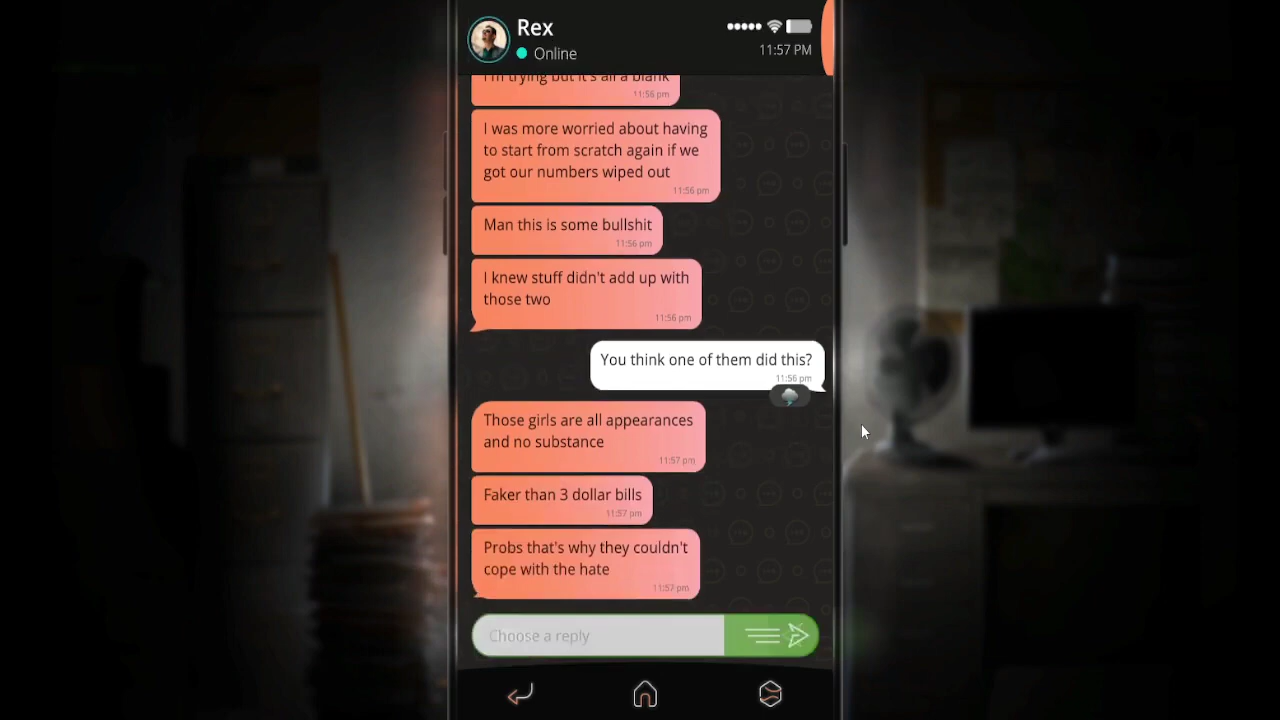 Rex
Online
11:57 PM
I'm trying but it's all a blank
11:56 pm
I was more worried about having
to start from scratch again if we
got our numbers wiped out
11:56 pm
Man this is some bullshit
11:56 pm
I knew stuff didn't add up with
those two
11:56 pm
You think one of them did this?
11:56 pm
Those girls are all appearances
and no substance
11:57 pm
Faker than 3 dollar bills
11:57 pm
Probs that's why they couldn't
cope with the hate
11:57 pm
Choose a reply